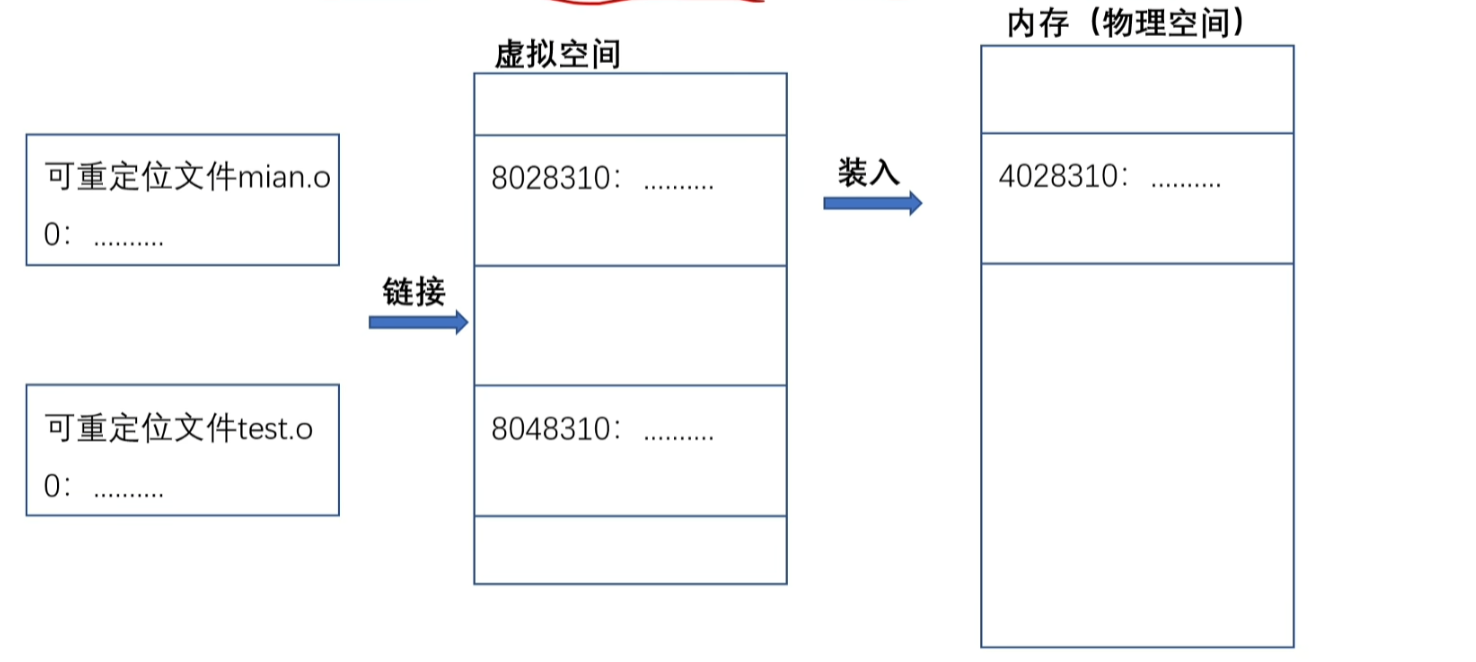 内存（物理空间）
虚拟空间
可重定位文件mian.o
0：..........
8028310：..........
装入
4028310：..........
链接
可重定位文件test.o
0：..........
8048310：..........